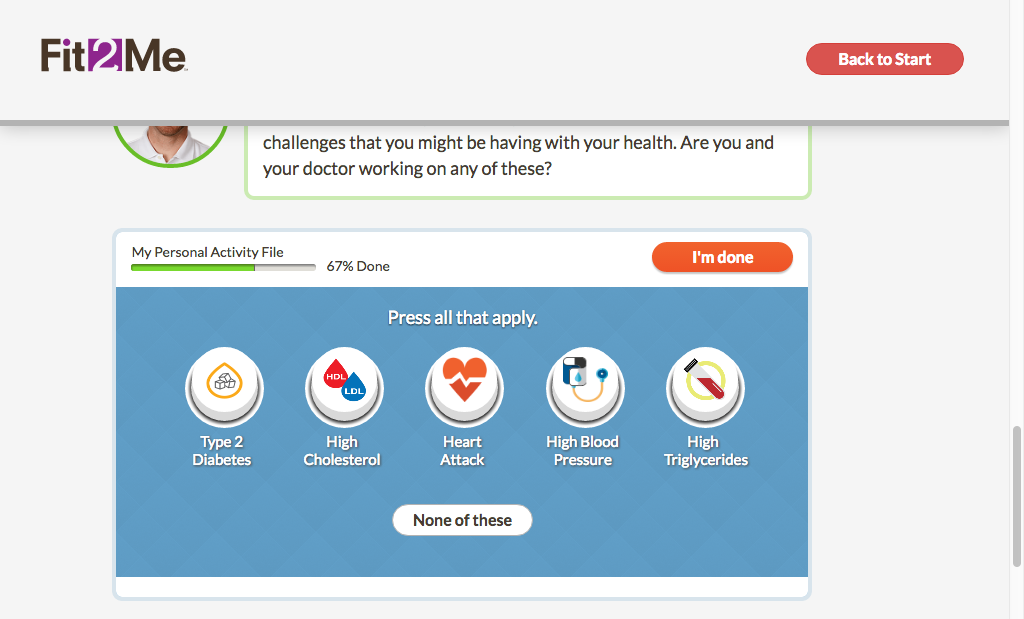 Fit2Me
Back to Start
challenges that you might be having with your health. Are you and
your doctor working on any of these?
My Personal Activity File
67% Done
I'm done
Press all that apply.
HDL
LDL
Type 2
Diabetes
High
Cholesterol
Heart
Attack
High Blood
Pressure
High
Triglycerides
None of these